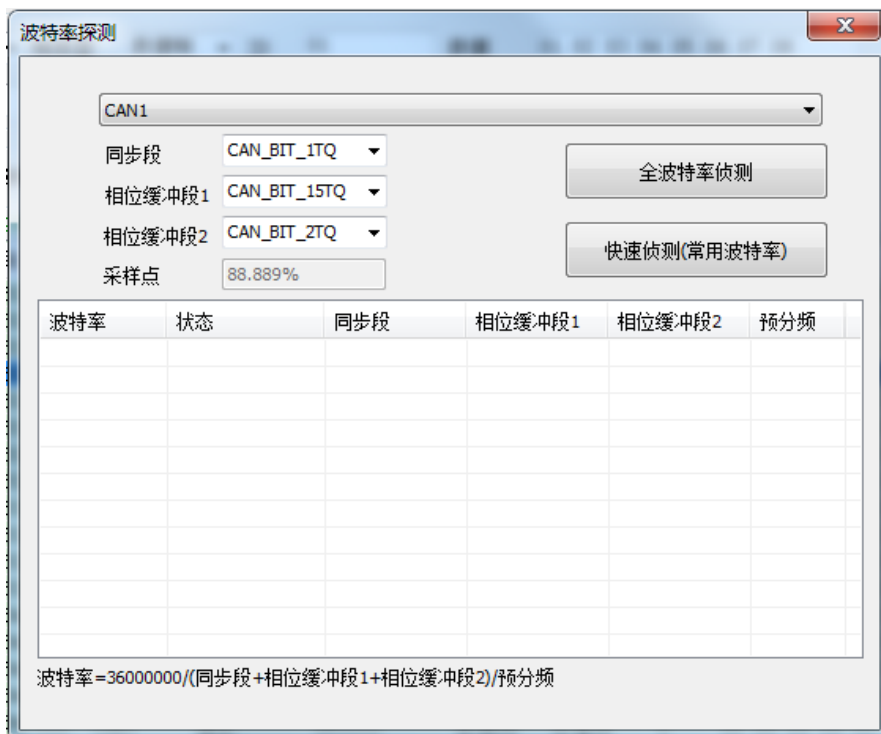 波特率探测
CAN1
同步段 CAN_BIT_1TQ
相位缓冲段1 CAN_BIT_15TQ
相位缓冲段2 CAN_BIT_2TQ
采样点 88.889%
全波特率侦测
快速侦测(常用波特率)
波特率 状态 同步段 相位缓冲段1 相位缓冲段2 预分频
波特率=36000000/(同步段+相位缓冲段1+相位缓冲段2)/预分频